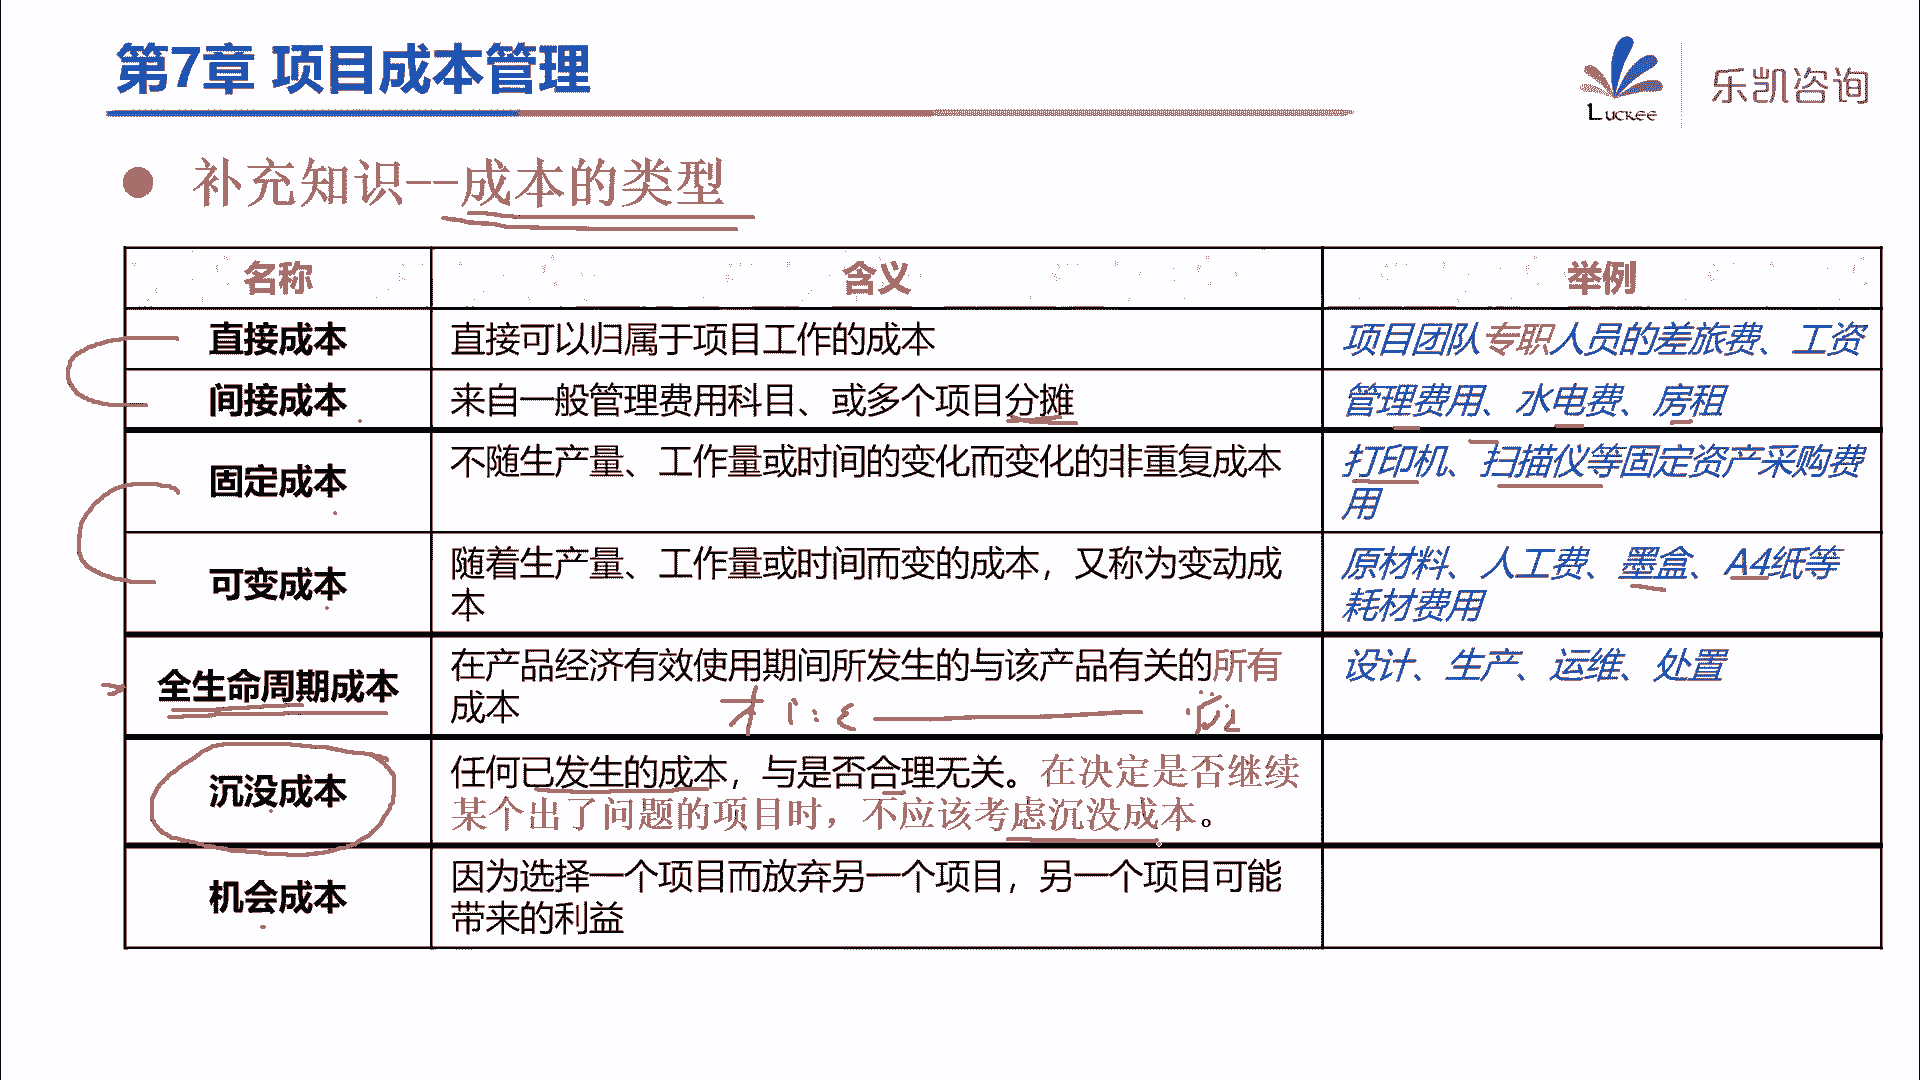 第7章 项目成本管理
Luckee
乐凯咨询
补充知识--成本的类型
名称
含义
举例
直接成本
直接可以归属于项目工作的成本
项目团队专职人员的差旅费、工资
间接成本
来自一般管理费用科目、或多个项目分摊
管理费用、水电费、房租
固定成本
不随生产量、工作量或时间的变化而变化的非重复成本
打印机、扫描仪等固定资产采购费
用
可变成本
随着生产量、工作量或时间而变的成本，又称为变动成
本
原材料、人工费、墨盒、A4纸等
耗材费用
全生命周期成本
在产品经济有效使用期间所发生的与该产品有关的所有
成本
设计、生产、运维、处置
沉没成本
任何已发生的成本，与是否合理无关。在决定是否继续
某个出了问题的项目时，不应该考虑沉没成本。
机会成本
因为选择一个项目而放弃另一个项目，另一个项目可能
带来的利益